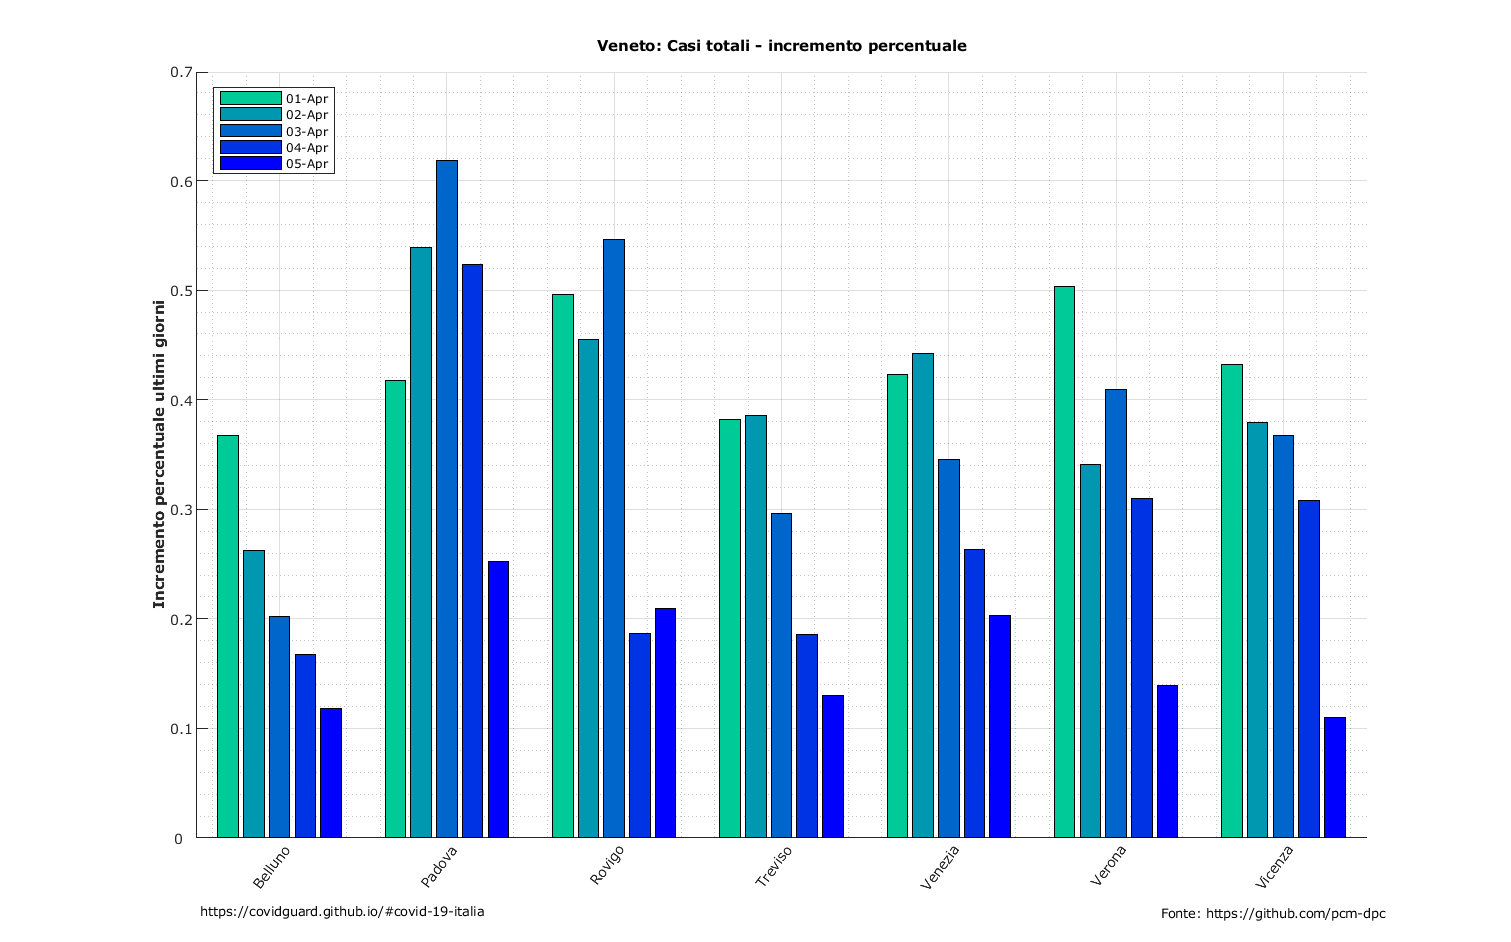 Veneto: Casi totali - incremento percentuale
Incremento percentuale ultimi giorni
0.7
0.6
0.5
0.4
0.3
0.2
0.1
0
01-Apr
02-Apr
03-Apr
04-Apr
05-Apr
Belluno
Padova
Rovigo
Treviso
Venezia
Verona
Vicenza
https://covidguard.github.io/#covid-19-italia
Fonte: https://github.com/pcm-dpc